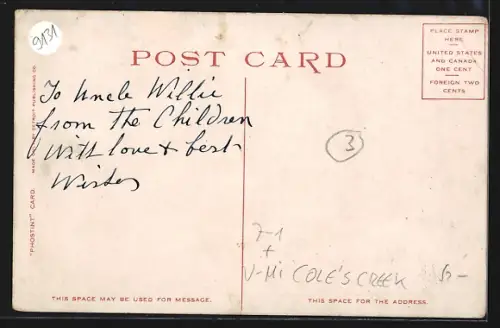 9131
POST CARD
PLACE STAMP
HERE
UNITED STATES
AND CANADA
ONE CENT
FOREIGN TWO
CENTS
"PHOSTINT" CARD.
To Uncle Willie
from the Children
with love & best
Wishes
3
7-1
+
V-Mi COLE'S CREEK
THIS SPACE MAY BE USED FOR MESSAGE.
THIS SPACE IS FOR THE ADDRESS.